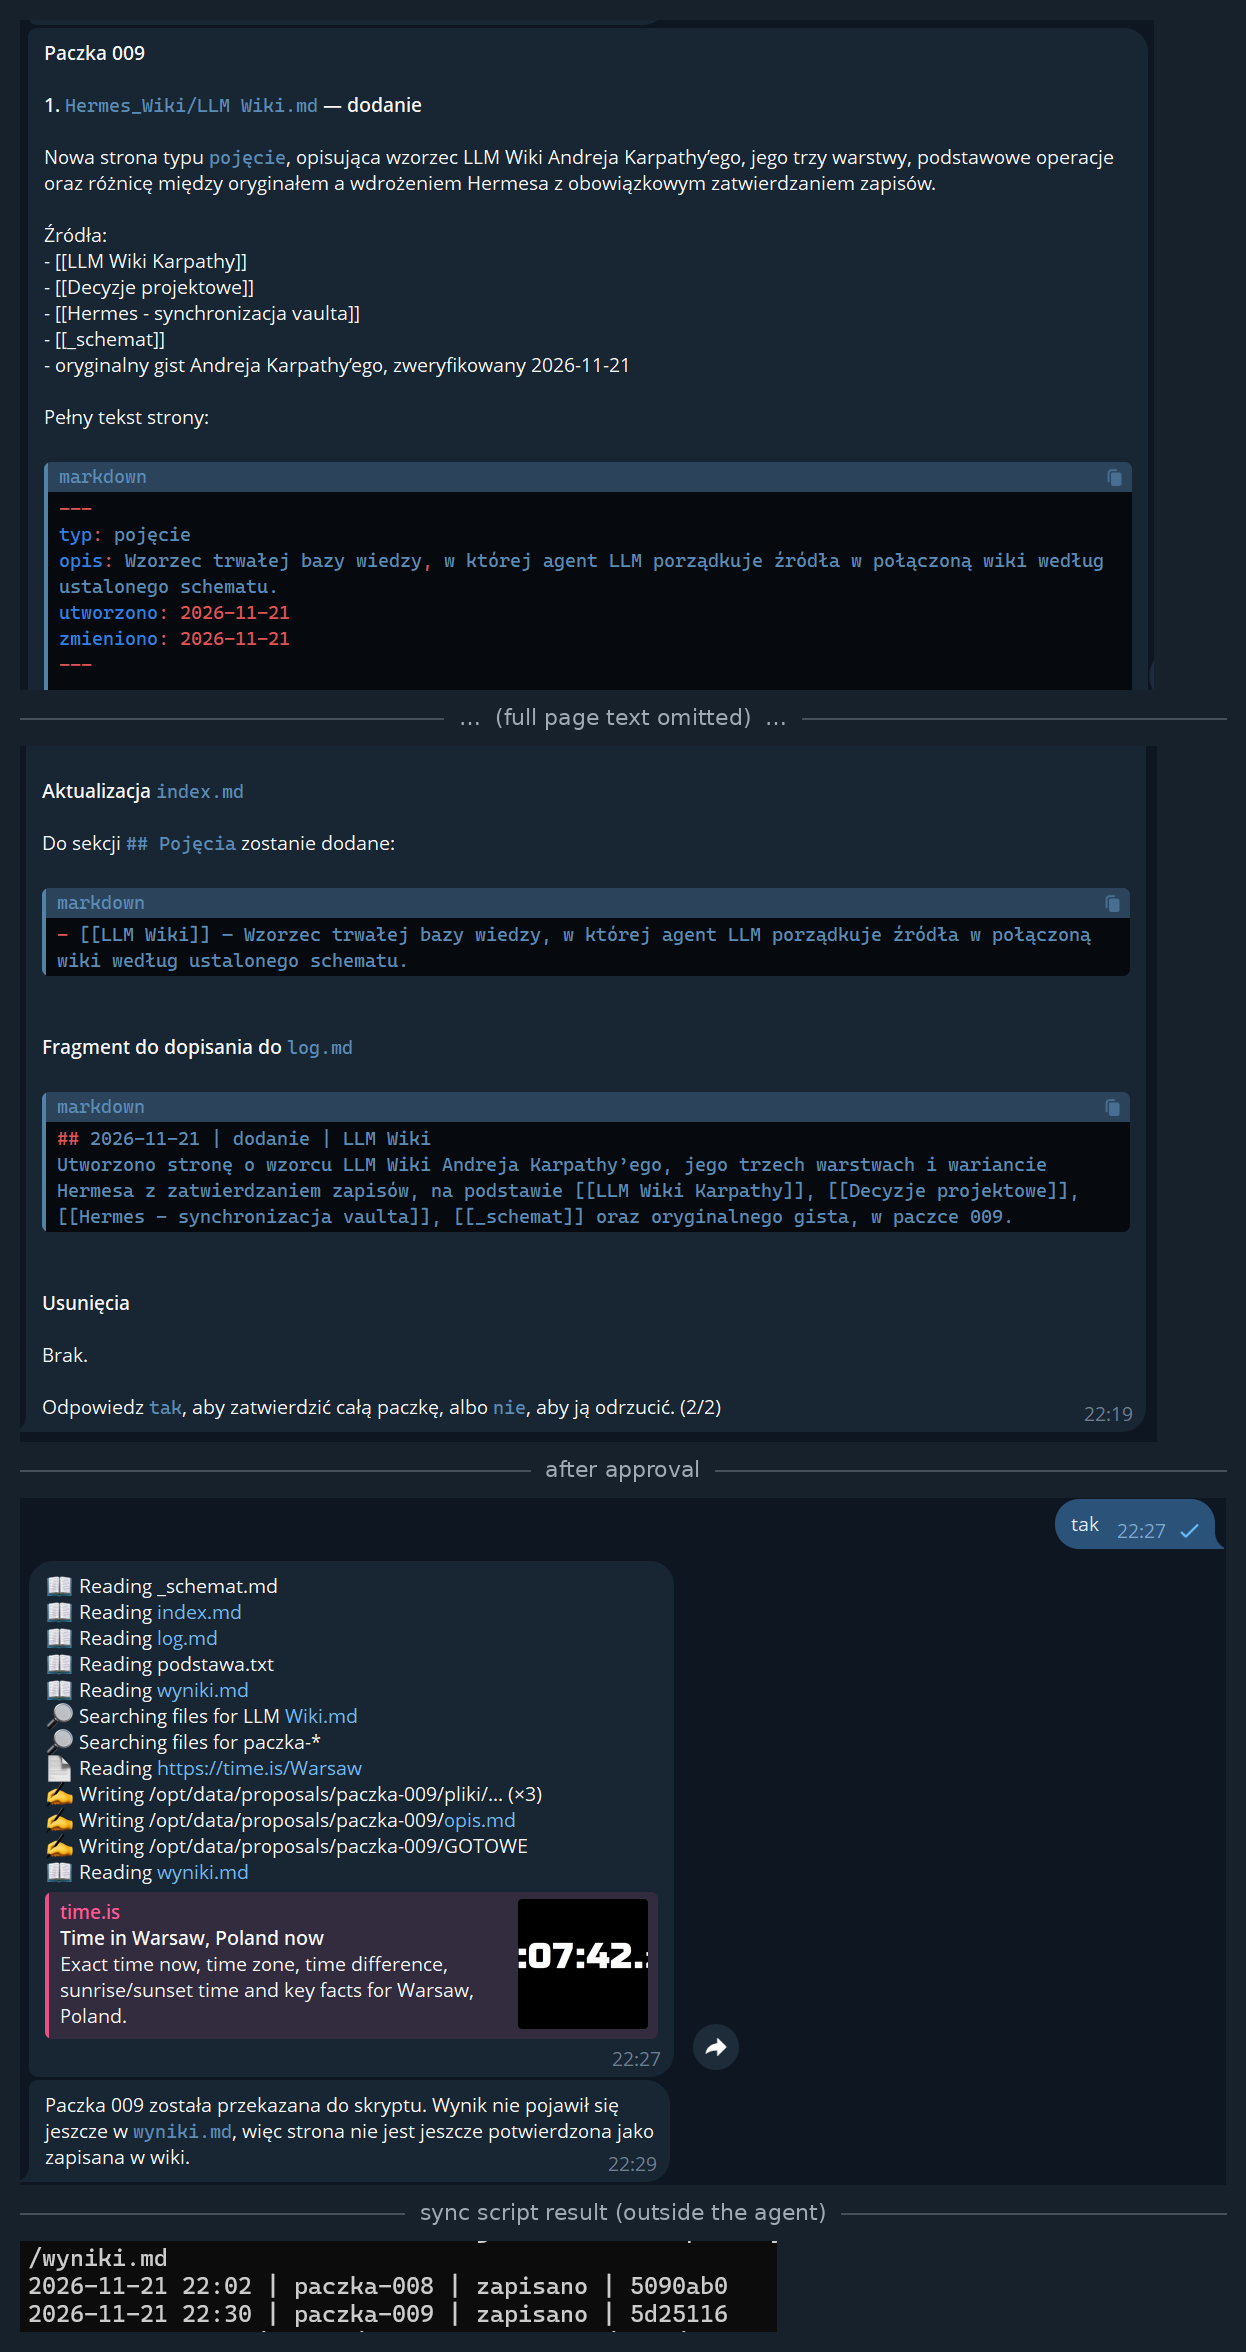 Paczka 009
1. Hermes_Wiki/LLM Wiki.md — dodanie
Nowa strona typu pojęcie, opisująca wzorzec LLM Wiki Andreja Karpathy’ego, jego trzy warstwy, podstawowe operacje
oraz różnicę między oryginałem a wdrożeniem Hermesa z obowiązkowym zatwierdzaniem zapisów.
Źródła:
- [[LLM Wiki Karpathy]]
- [[Decyzje projektowe]]
- [[Hermes - synchronizacja vaulta]]
- [[_schemat]]
- oryginalny gist Andreja Karpathy’ego, zweryfikowany 2026-11-21
Pełny tekst strony:
markdown
---
typ: pojęcie
opis: Wzorzec trwałej bazy wiedzy, w której agent LLM porządkuje źródła w połączoną wiki według
ustalonego schematu.
utworzono: 2026-11-21
zmieniono: 2026-11-21
---
... (full page text omitted) ...
Aktualizacja index.md
Do sekcji ## Pojęcia zostanie dodane:
markdown
- [[LLM Wiki]] - Wzorzec trwałej bazy wiedzy, w której agent LLM porządkuje źródła w połączoną
wiki według ustalonego schematu.
Fragment do dopisania do log.md
markdown
## 2026-11-21 | dodanie | LLM Wiki
Utworzono stronę o wzorcu LLM Wiki Andreja Karpathy’ego, jego trzech warstwach i wariancie
Hermesa z zatwierdzaniem zapisów, na podstawie [[LLM Wiki Karpathy]], [[Decyzje projektowe]],
[[Hermes - synchronizacja vaulta]], [[_schemat]] oraz oryginalnego gista, w paczce 009.
Usunięcia
Brak.
Odpowiedz tak, aby zatwierdzić całą paczkę, albo nie, aby ją odrzucić. (2/2)
22:19
after approval
tak 22:27
Reading _schemat.md
Reading index.md
Reading log.md
Reading podstawa.txt
Reading wyniki.md
Searching files for LLM Wiki.md
Searching files for paczka-*
Reading https://time.is/Warsaw
Writing /opt/data/proposals/paczka-009/pliki/... (×3)
Writing /opt/data/proposals/paczka-009/opis.md
Writing /opt/data/proposals/paczka-009/GOTOWE
Reading wyniki.md
time.is
Time in Warsaw, Poland now
Exact time now, time zone, time difference,
sunrise/sunset time and key facts for Warsaw,
Poland.
:07:42.
22:27
Paczka 009 została przekazana do skryptu. Wynik nie pojawił się
jeszcze w wyniki.md, więc strona nie jest jeszcze potwierdzona jako
zapisana w wiki.
22:29
sync script result (outside the agent)
/wyniki.md
2026-11-21 22:02 | paczka-008 | zapisano | 5090ab0
2026-11-21 22:30 | paczka-009 | zapisano | 5d25116